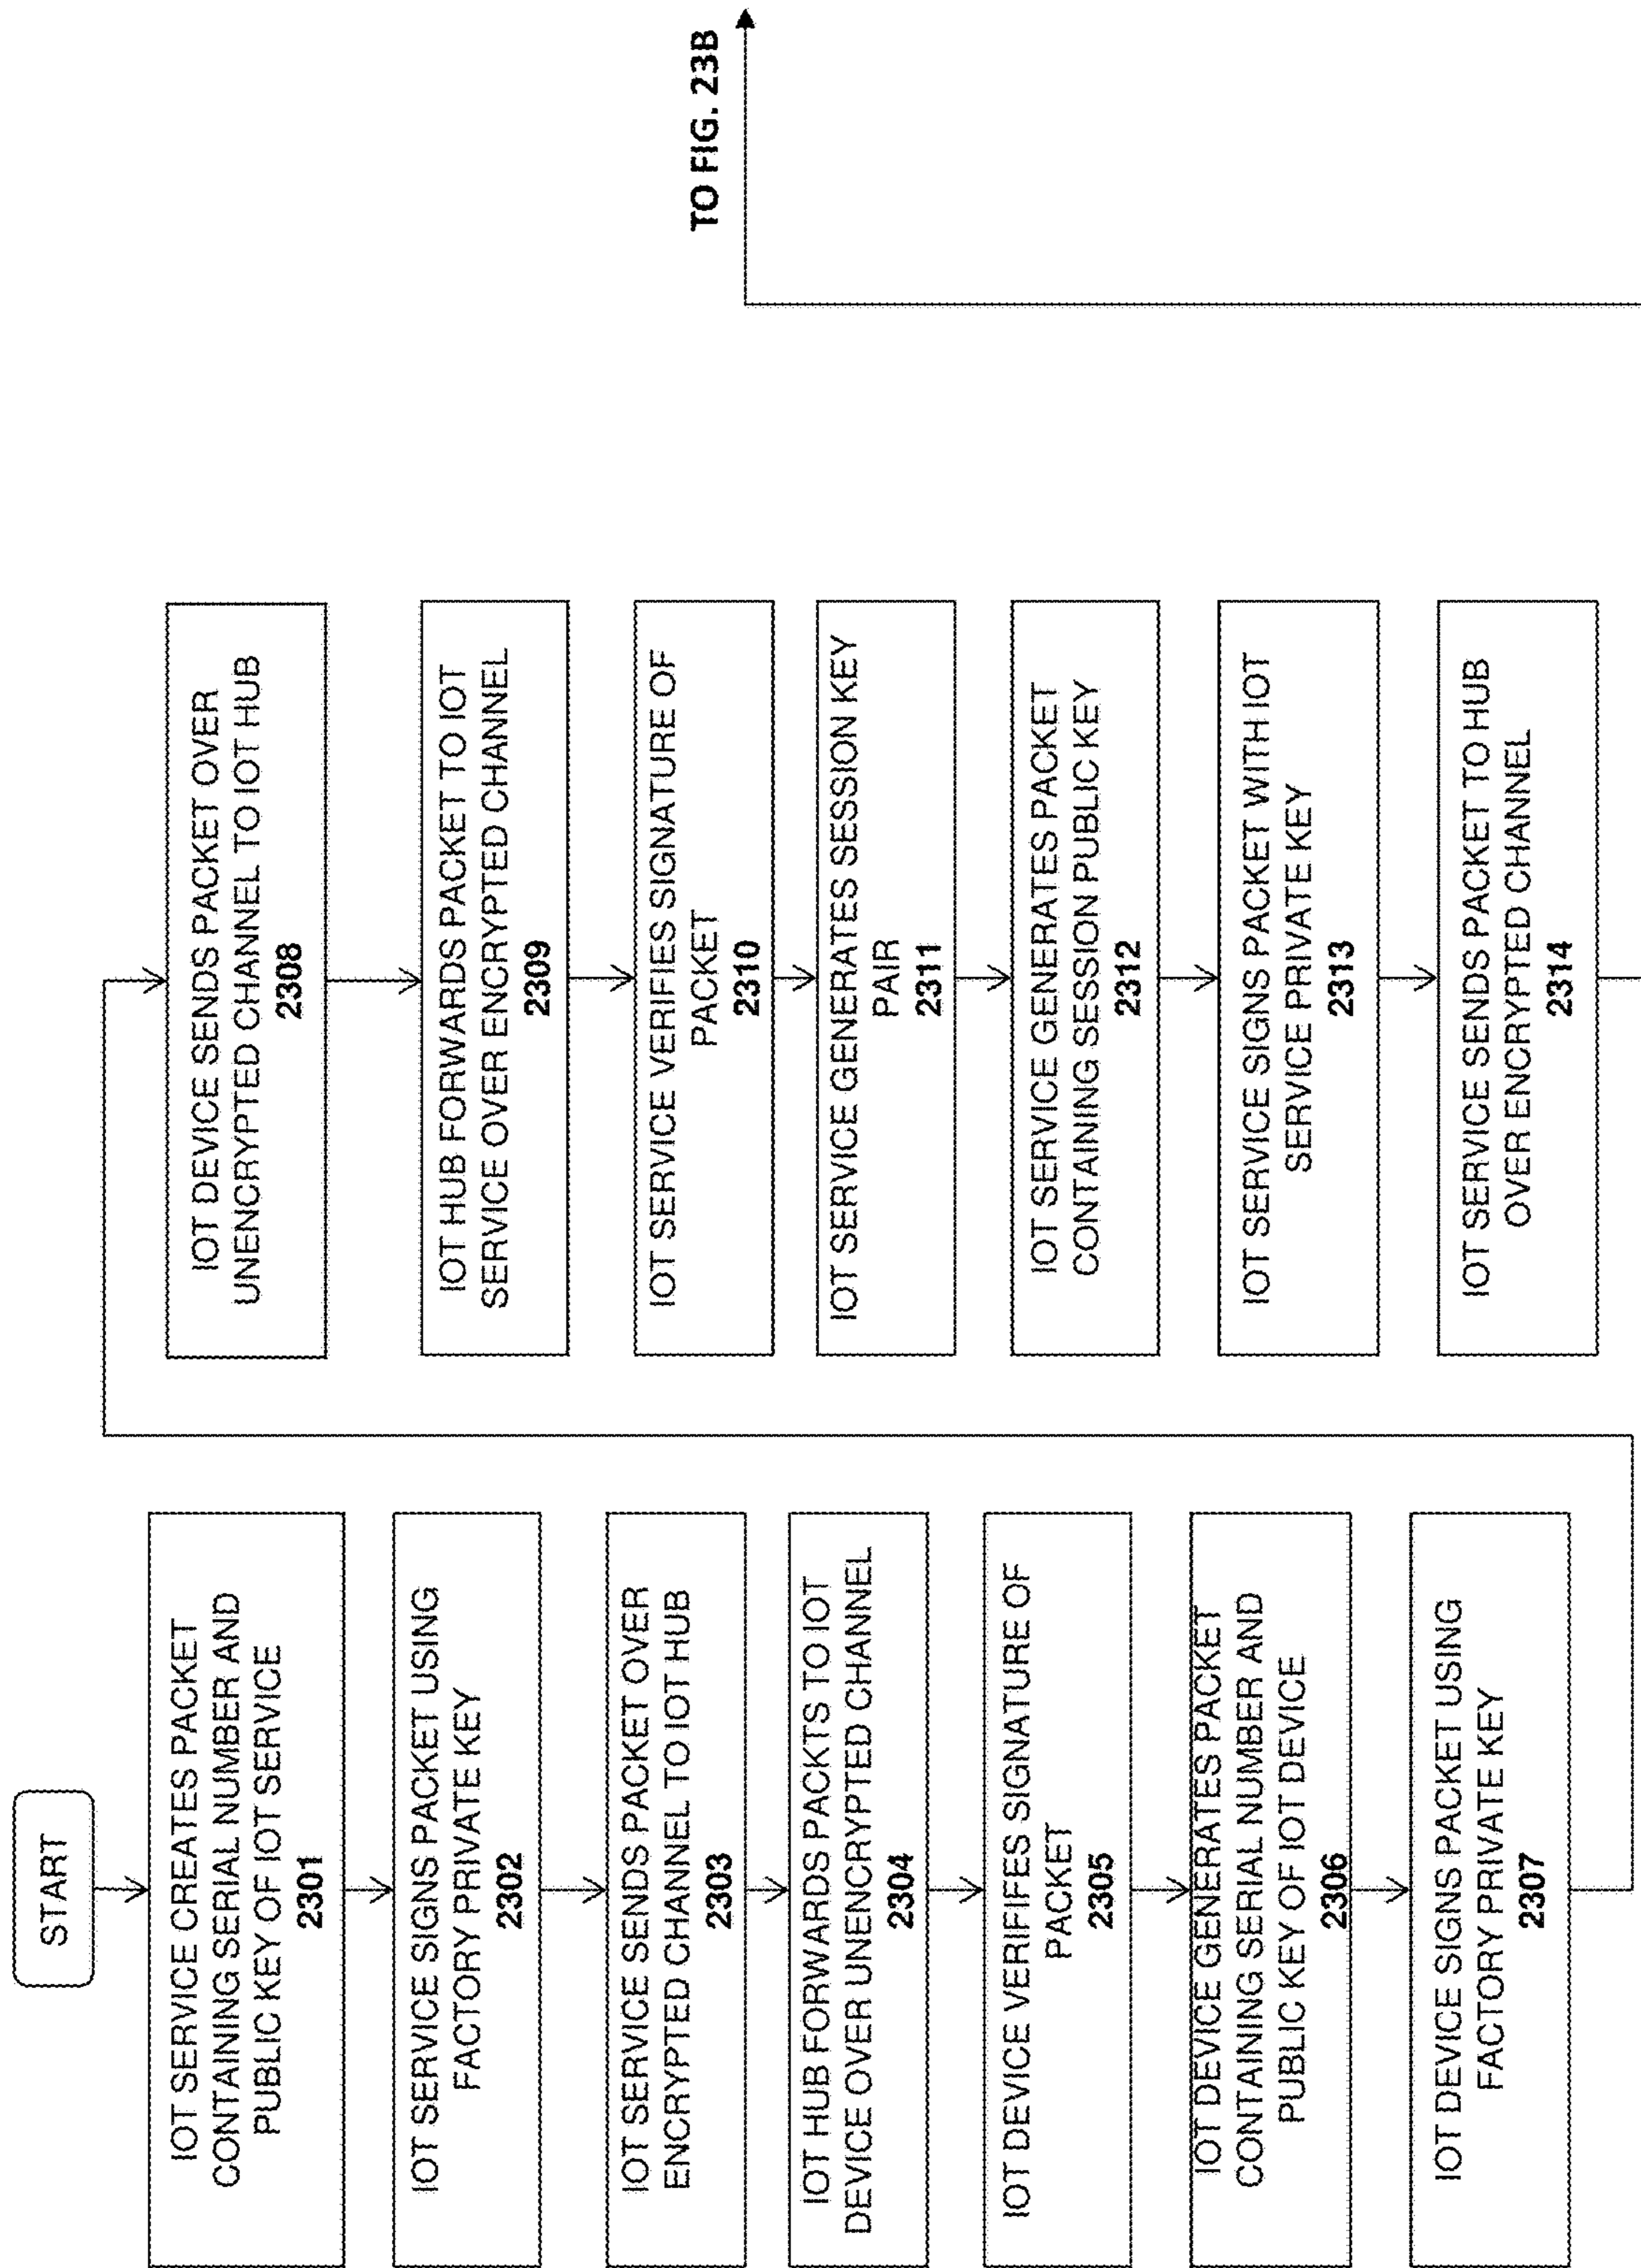 START
IOT SERVICE CREATES PACKET
CONTAINING SERIAL NUMBER AND
PUBLIC KEY OF IOT SERVICE
2301
IOT SERVICE SIGNS PACKET USING
FACTORY PRIVATE KEY
2302
IOT SERVICE SENDS PACKET OVER
ENCRYPTED CHANNEL TO IOT HUB
2303
IOT HUB FORWARDS PACKTS TO IOT
DEVICE OVER UNENCRYPTED CHANNEL
2304
IOT DEVICE VERIFIFES SIGNATURE OF
PACKET
2305
IOT DEVICE GENERATES PACKET
CONTAINING SERIAL NUMBER AND
PUBLIC KEY OF IOT DEVICE
2306
IOT DEVICE SIGNS PACKET USING
FACTORY PRIVATE KEY
2307
IOT DEVICE SENDS PACKET OVER
UNENCRYPTED CHANNEL TO IOT HUB
2308
IOT HUB FORWARDS PACKET TO IOT
SERVICE OVER ENCRYPTED CHANNEL
2309
IOT SERVICE VERIFIES SIGNATURE OF
PACKET
2310
IOT SERVICE GENERATES SESSION KEY
PAIR
2311
IOT SERVICE GENERATES PACKET
CONTAINING SESSION PUBLIC KEY
2312
IOT SERVICE SIGNS PACKET WITH IOT
SERVICE PRIVATE KEY
2313
IOT SERVICE SENDS PACKET TO HUB
OVER ENCRYPTED CHANNEL
2314
TO FIG. 23B